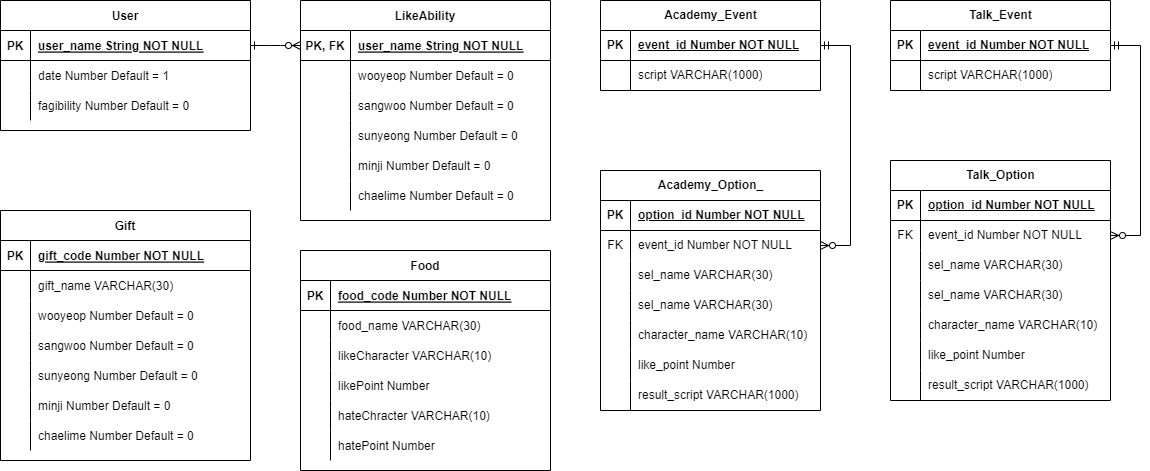 User
PK user_name String NOT NULL
date Number Default = 1
fagibility Number Default = 0
LikeAbility
PK, FK user_name String NOT NULL
wooyeop Number Default = 0
sangwoo Number Default = 0
sunyeong Number Default = 0
minji Number Default = 0
chaelime Number Default = 0
Academy_Event
PK event_id Number NOT NULL
script VARCHAR(1000)
Talk_Event
PK event_id Number NOT NULL
script VARCHAR(1000)
Gift
PK gift_code Number NOT NULL
gift_name VARCHAR(30)
wooyeop Number Default = 0
sangwoo Number Default = 0
sunyeong Number Default = 0
minji Number Default = 0
chaelime Number Default = 0
Food
PK food_code Number NOT NULL
food_name VARCHAR(30)
likeCharacter VARCHAR(10)
likePoint Number
hateChracter VARCHAR(10)
hatePoint Number
Academy_Option_
PK option_id Number NOT NULL
FK event_id Number NOT NULL
sel_name VARCHAR(30)
sel_name VARCHAR(30)
character_name VARCHAR(10)
like_point Number
result_script VARCHAR(1000)
Talk_Option
PK option_id Number NOT NULL
FK event_id Number NOT NULL
sel_name VARCHAR(30)
sel_name VARCHAR(30)
character_name VARCHAR(10)
like_point Number
result_script VARCHAR(1000)